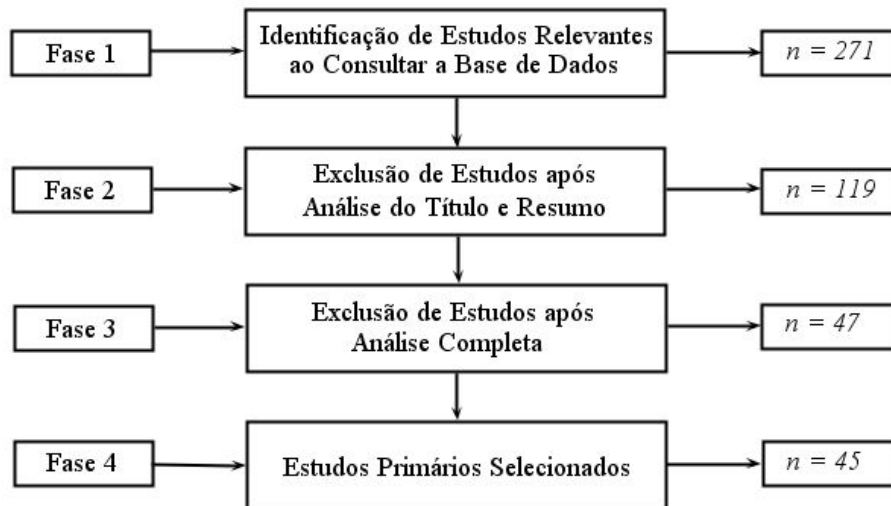 Fase 1
Identificação de Estudos Relevantes
ao Consultar a Base de Dados
n = 271
Fase 2
Exclusão de Estudos após
Análise do Título e Resumo
n = 119
Fase 3
Exclusão de Estudos após
Análise Completa
n = 47
Fase 4
Estudos Primários Selecionados
n = 45